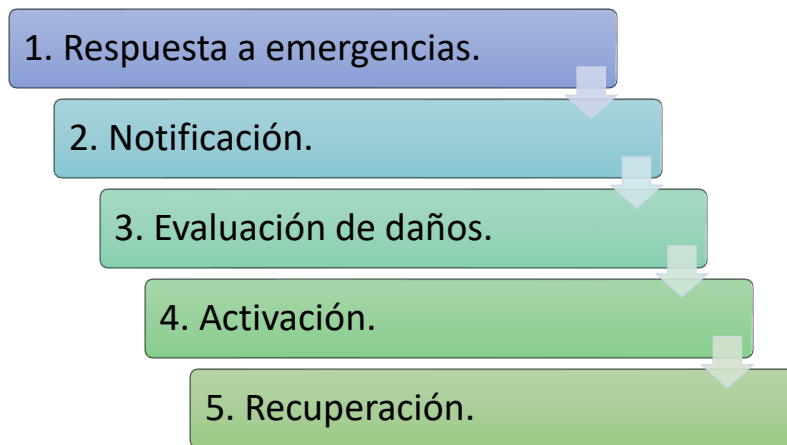 1. Respuesta a emergencias.
2. Notificación.
3. Evaluación de daños.
4. Activación.
5. Recuperación.